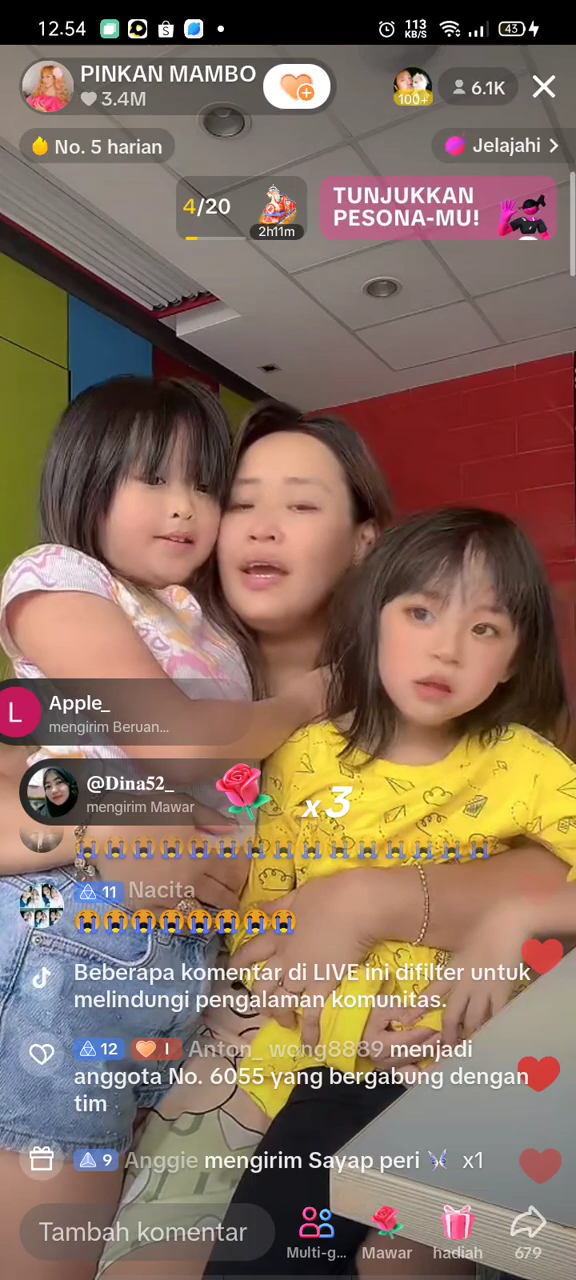 12.54
113
KB/S
43
PINKAN MAMBO
3.4M
100+
6.1K
No. 5 harian
Jelajahi >
4/20
2h11m
TUNJUKKAN
PESONA-MU!
L
Apple_
mengirim Beruan...
@Dina52_
mengirim Mawar
x3
😭😭😭😭😭😭😭😭😭😭😭😭😭😭😭
11 Nacita
😭😭😭😭😭😭😭😭
Beberapa komentar di LIVE ini difilter untuk
melindungi pengalaman komunitas.
12 I Anton_ wong8889 menjadi
anggota No. 6055 yang bergabung dengan
tim
9 Anggie mengirim Sayap peri x1
Tambah komentar
Multi-g...
Mawar
hadiah
679